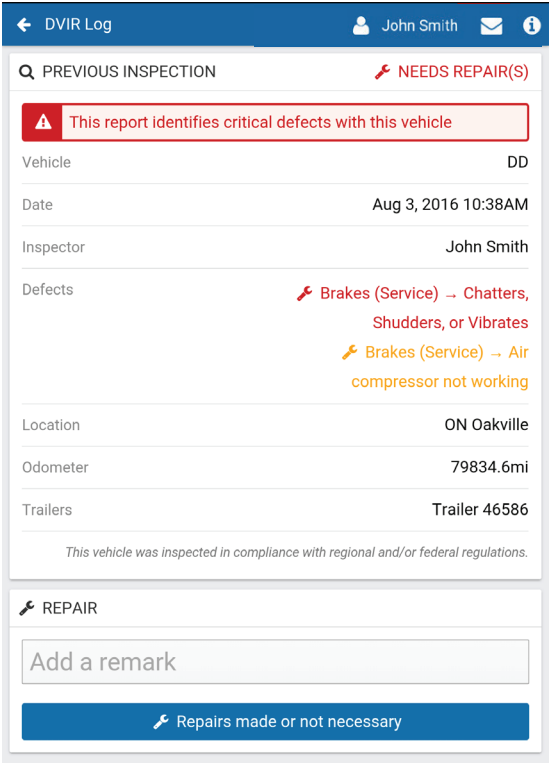 DVIR Log John Smith
PREVIOUS INSPECTION NEEDS REPAIR(S)
This report identifies critical defects with this vehicle
Vehicle DD
Date Aug 3, 2016 10:38AM
Inspector John Smith
Defects Brakes (Service) → Chatters,
Shudders, or Vibrates
Brakes (Service) → Air
compressor not working
Location ON Oakville
Odometer 79834.6mi
Trailers Trailer 46586
This vehicle was inspected in compliance with regional and/or federal regulations.
REPAIR
Add a remark
Repairs made or not necessary